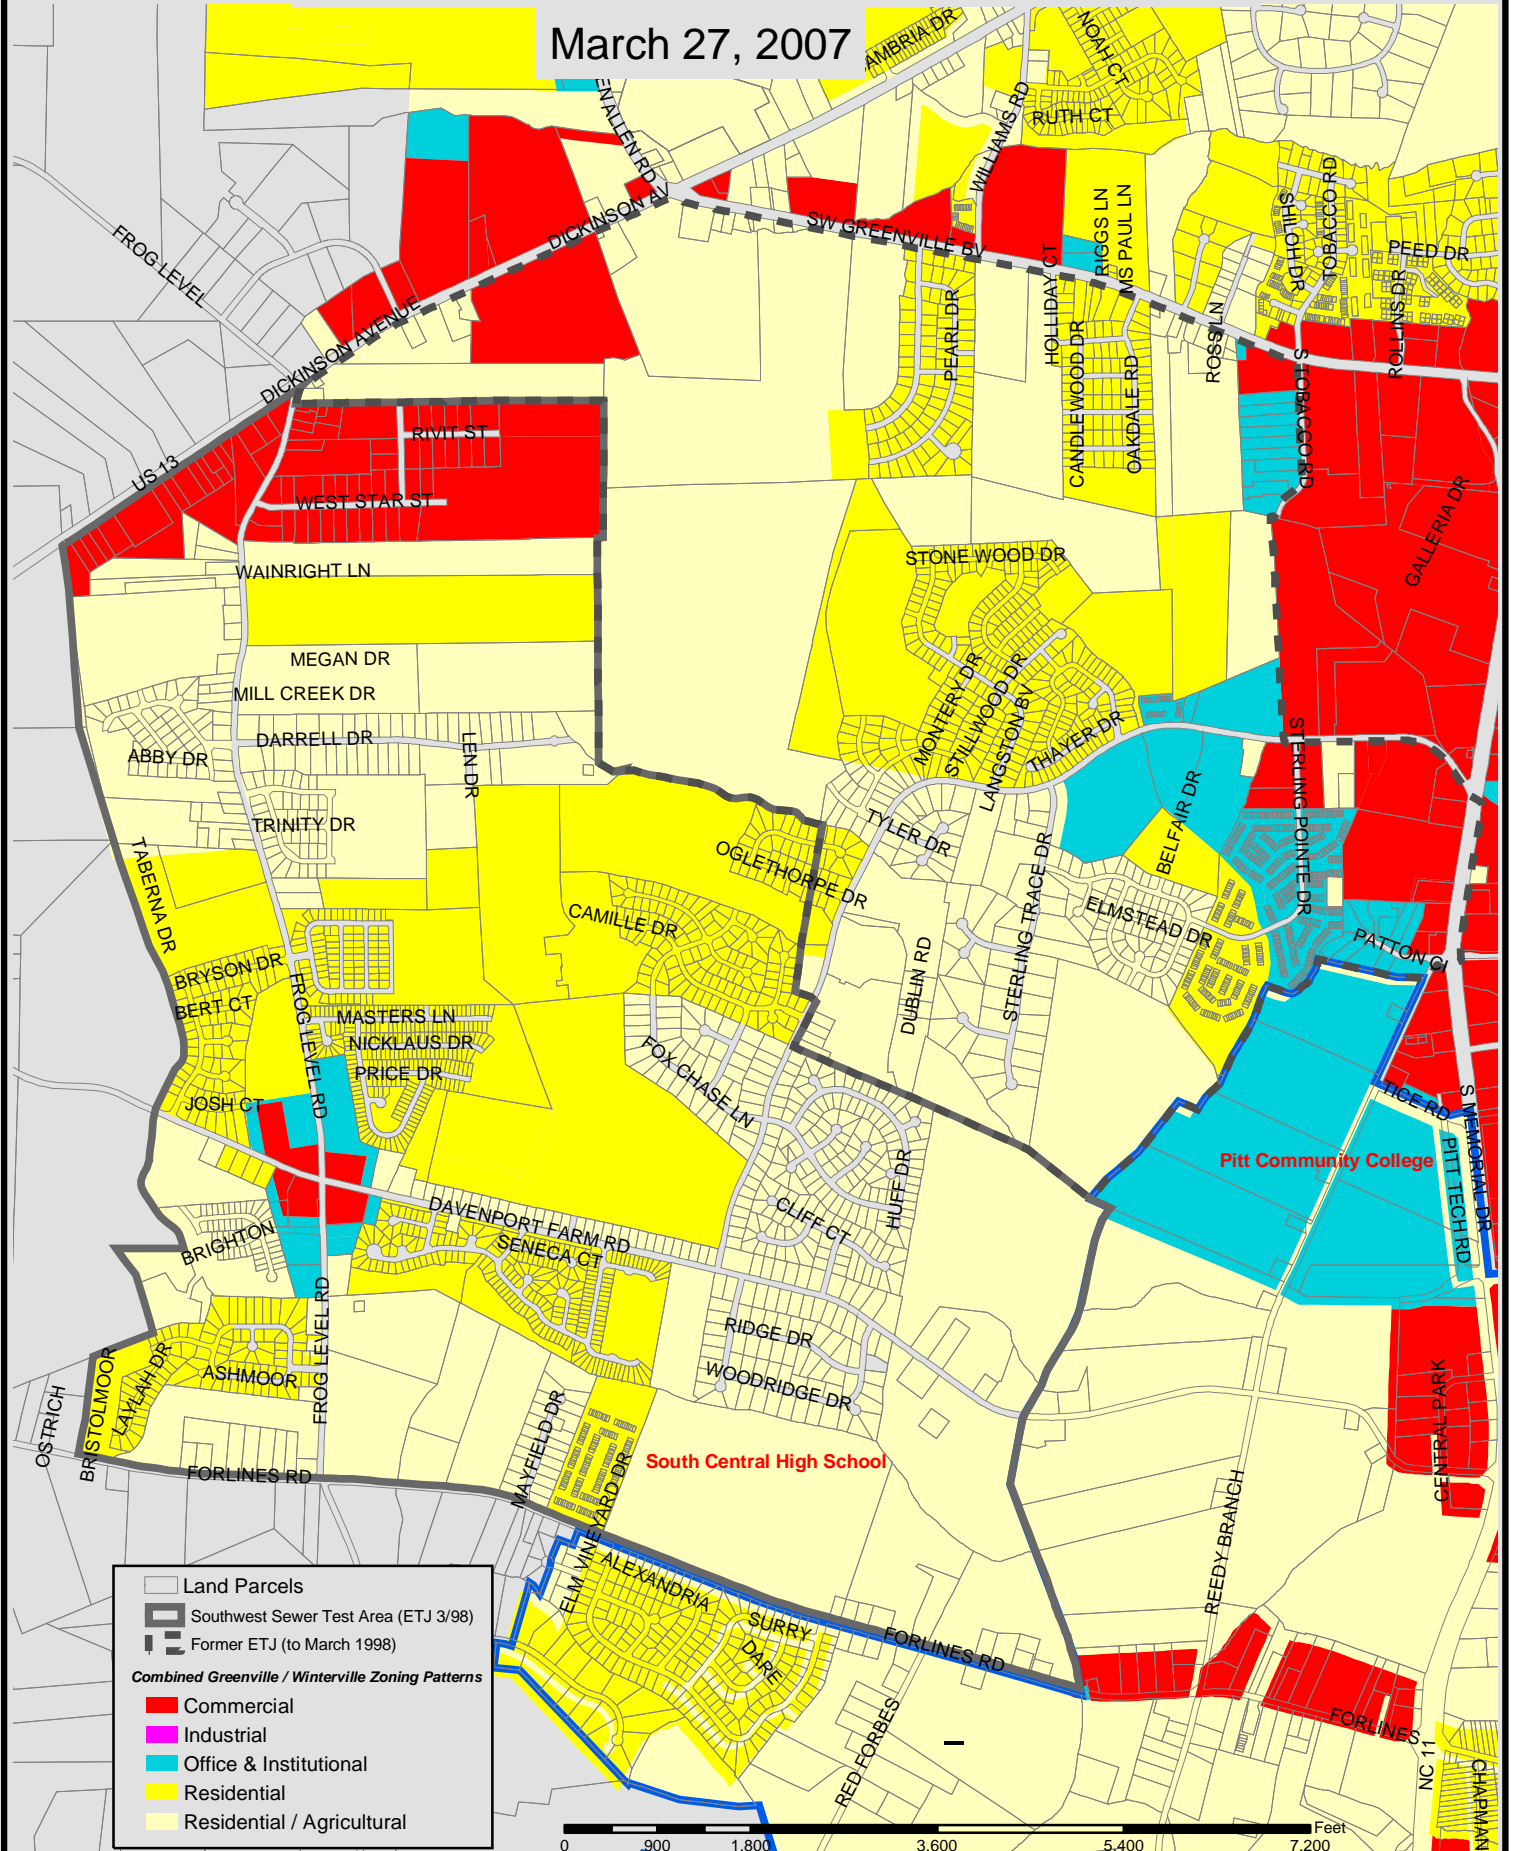 March 27, 2007
AMBRIA DR
NOAH CT
EN ALLEN RD
WILLIAMS RD
RUTH CT
DICKINSON AV
SW GREENVILLE BV
HOLLIDAY CT
RIGGS LN
MS PAUL LN
SHILOH DR
TOBACCO RD
PEED DR
ROLLINS DR
FROG LEVEL
DICKINSON AVENUE
PEARL DR
CANDLEWOOD DR
OAKDALE RD
ROSS LN
S TOBACCO RD
US 13
RIVIT ST
WEST STAR ST
GALLERIA DR
WAINRIGHT LN
STONE WOOD DR
MEGAN DR
MILL CREEK DR
MONTERY DR
STILLWOOD DR
LANGSTON BV
THAYER DR
ABBY DR
DARRELL DR
LEN DR
STERLING POINTE DR
BELFAIR DR
TRINITY DR
TYLER DR
OGLETHORPE DR
TABERNA DR
CAMILLE DR
STERLING TRACE DR
ELMSTEAD DR
PATTON CI
DUBLIN RD
BRYSON DR
BERT CT
FROG LEVEL RD
MASTERS LN
NICKLAUS DR
PRICE DR
FOX CHASE LN
JOSH CT
TICE RD
S MEMORIAL DR
Pitt Community College
PITT TECH RD
HUFF DR
CLIFF CT
DAVENPORT FARM RD
SENECA CT
BRIGHTON
FROG LEVEL RD
RIDGE DR
WOODRIDGE DR
ASHMOOR
LAYLAH DR
BRISTOLMOOR
OSTRICH
CENTRAL PARK
MAYFIELD DR
South Central High School
FORLINES RD
ELM VINEYARD DR
REEDY BRANCH
ALEXANDRIA
SURRY
DARE
FORLINES RD
RED FORBES
FORLINES
NC 11
CHAPMAN
Land Parcels
Southwest Sewer Test Area (ETJ 3/98)
Former ETJ (to March 1998)
Combined Greenville / Winterville Zoning Patterns
Commercial
Industrial
Office & Institutional
Residential
Residential / Agricultural
Feet
0 900 1,800 3,600 5,400 7,200